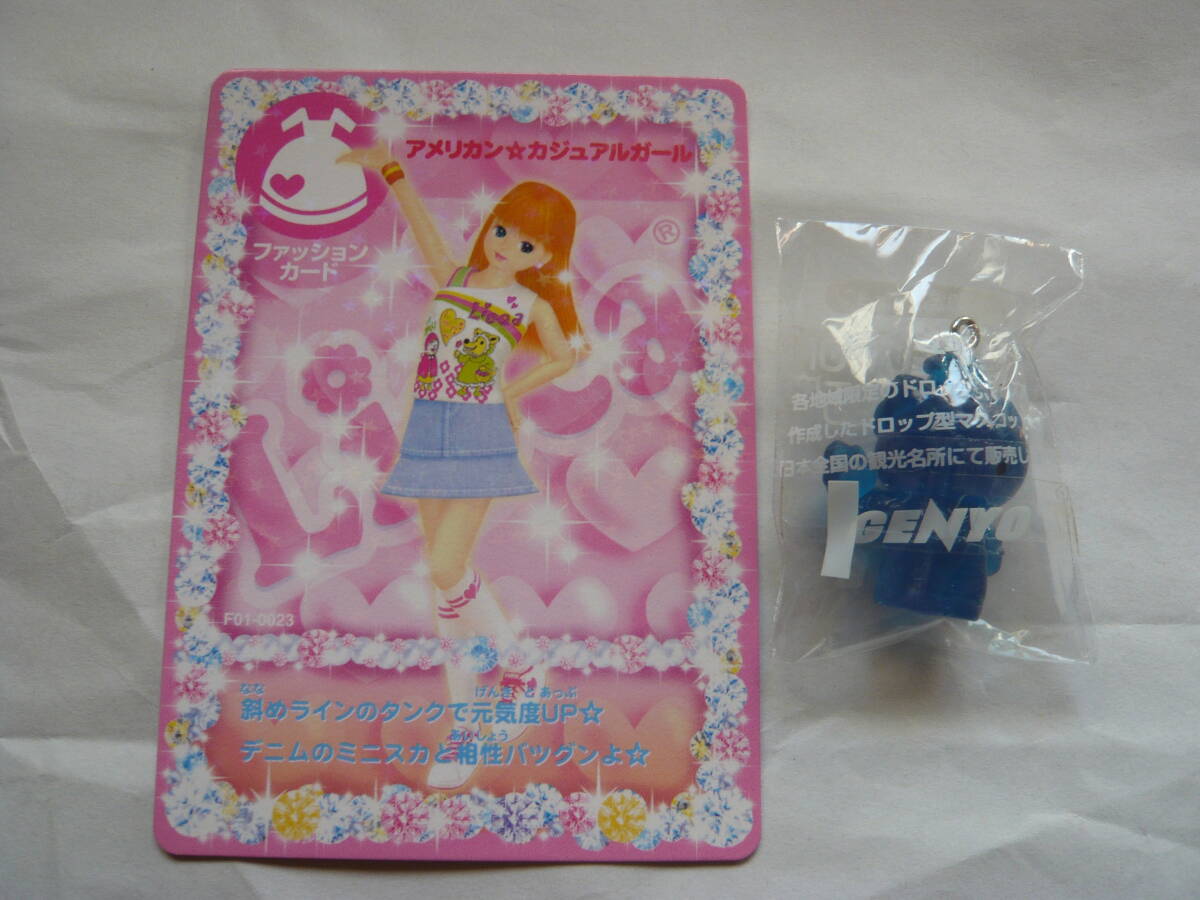 アメリカン☆カジュアルガール
®
ファッション
カード
Licca
F01-0023
なな げんき ど あっぷ
斜めラインのタンクで元気度UP☆
あいしょう
デニムのミニスカと相性バツグンよ☆
各地域限定のドロップ
作成したドロップ型マスコッ
日本全国の観光名所にて販売し
GENYO